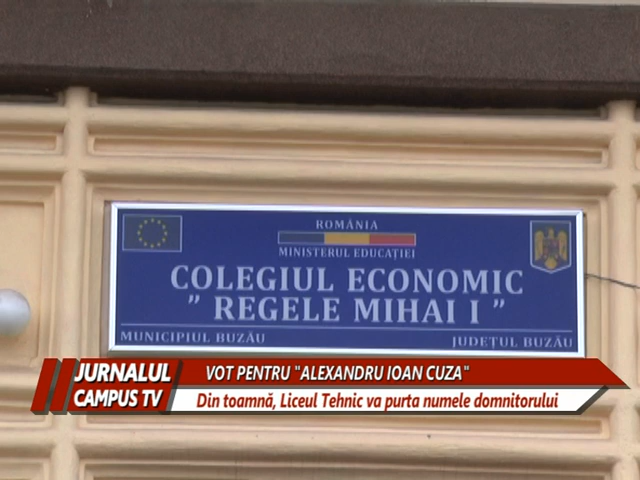 ROMÂNIA
MINISTERUL EDUCAȚIEI
COLEGIUL ECONOMIC
" REGELE MIHAI I "
MUNICIPIUL BUZĂU
JUDEȚUL BUZĂU
JURNALUL
CAMPUS TV
VOT PENTRU "ALEXANDRU IOAN CUZA"
Din toamnă, Liceul Tehnic va purta numele domnitorului